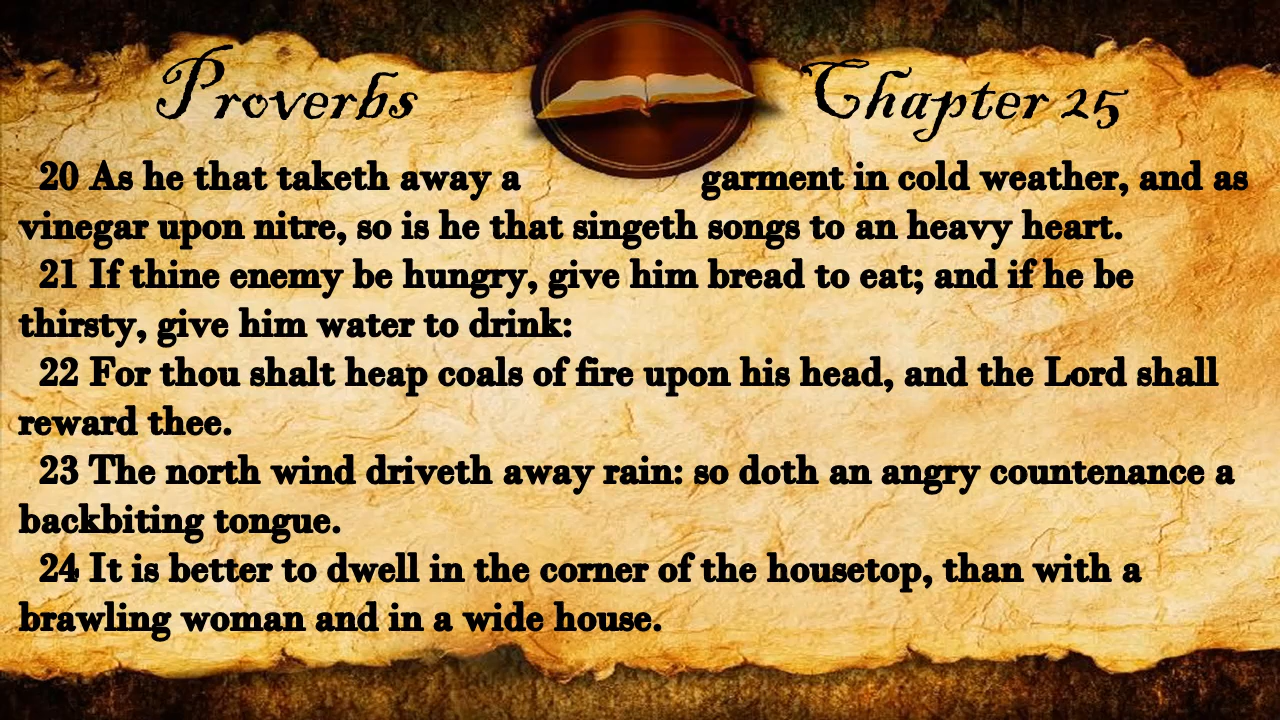 Proverbs Chapter 25
20 As he that taketh away a garment in cold weather, and as
vinegar upon nitre, so is he that singeth songs to an heavy heart.
21 If thine enemy be hungry, give him bread to eat; and if he be
thirsty, give him water to drink:
22 For thou shalt heap coals of fire upon his head, and the Lord shall
reward thee.
23 The north wind driveth away rain: so doth an angry countenance a
backbiting tongue.
24 It is better to dwell in the corner of the housetop, than with a
brawling woman and in a wide house.